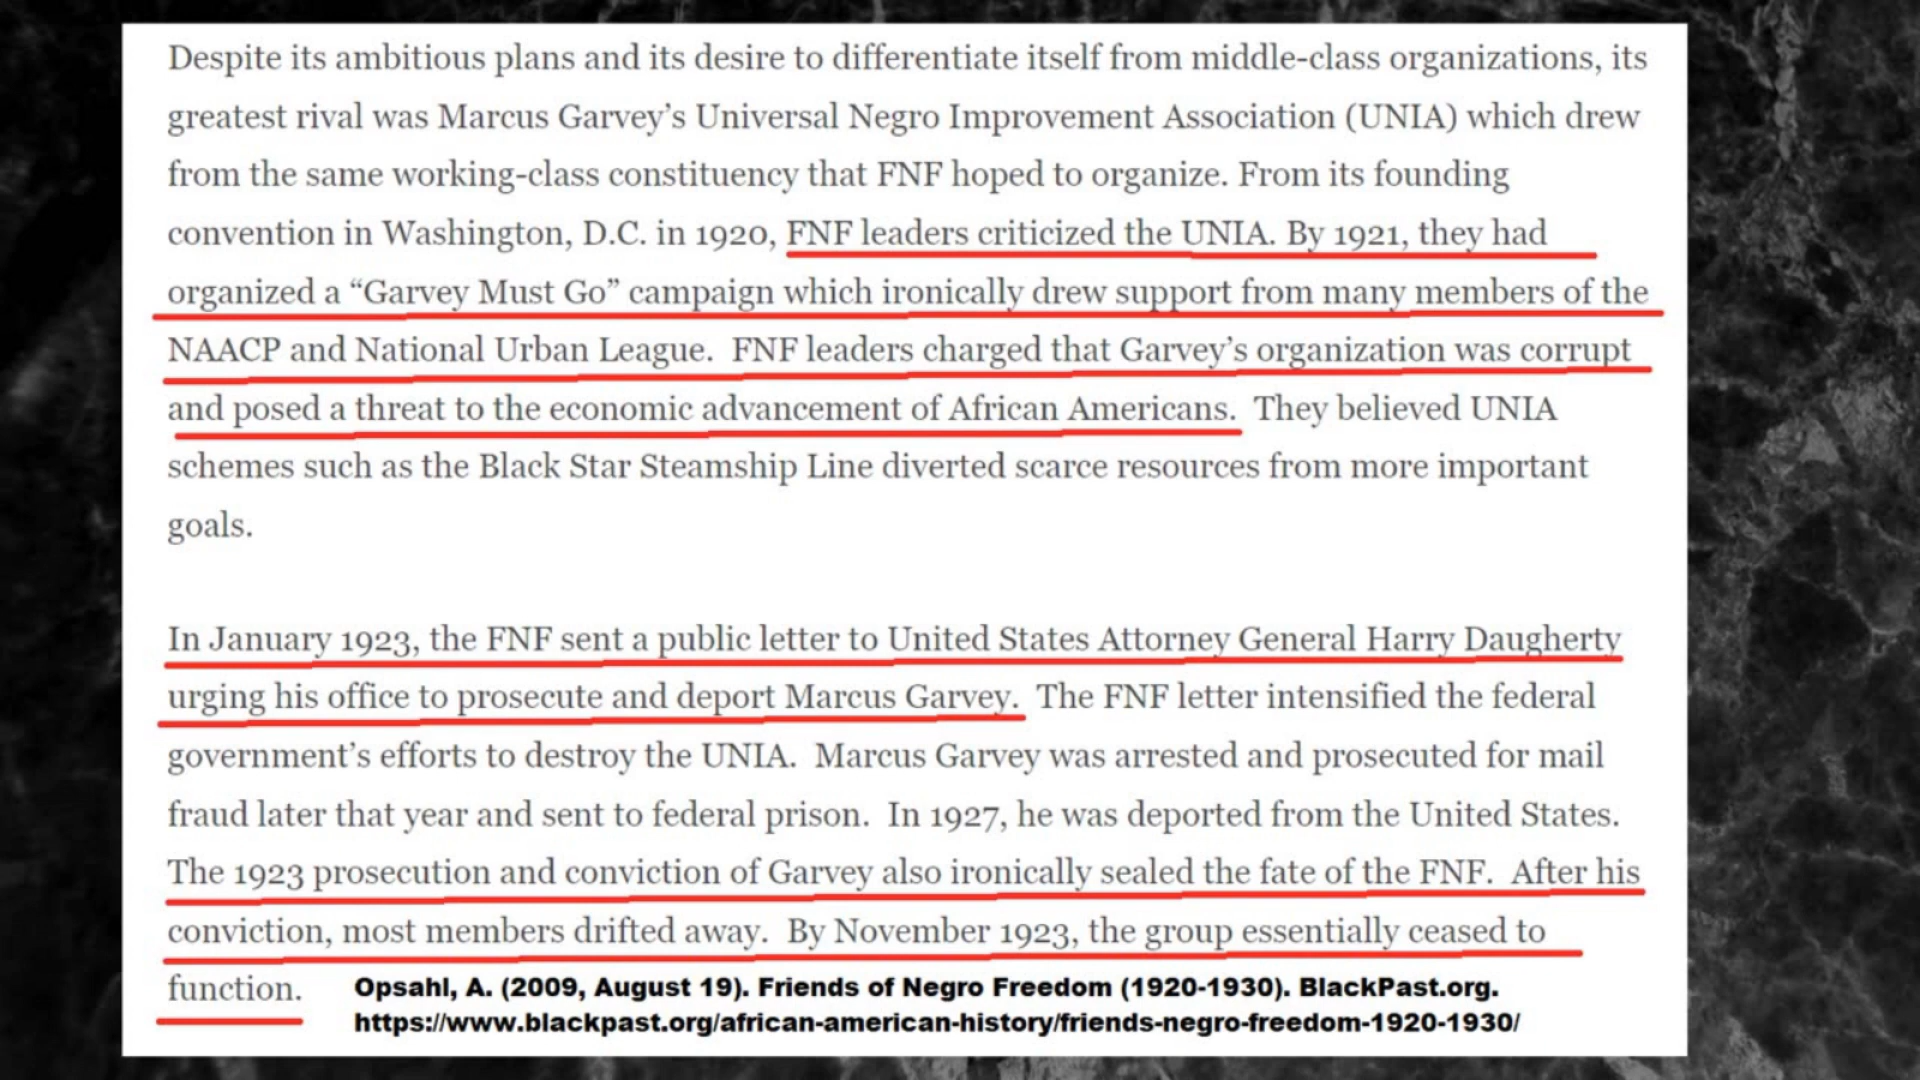 Despite its ambitious plans and its desire to differentiate itself from middle-class organizations, its
greatest rival was Marcus Garvey’s Universal Negro Improvement Association (UNIA) which drew
from the same working-class constituency that FNF hoped to organize. From its founding
convention in Washington, D.C. in 1920, FNF leaders criticized the UNIA. By 1921, they had
organized a “Garvey Must Go” campaign which ironically drew support from many members of the
NAACP and National Urban League.  FNF leaders charged that Garvey’s organization was corrupt
and posed a threat to the economic advancement of African Americans.  They believed UNIA
schemes such as the Black Star Steamship Line diverted scarce resources from more important
goals.
In January 1923, the FNF sent a public letter to United States Attorney General Harry Daugherty
urging his office to prosecute and deport Marcus Garvey.  The FNF letter intensified the federal
government’s efforts to destroy the UNIA.  Marcus Garvey was arrested and prosecuted for mail
fraud later that year and sent to federal prison.  In 1927, he was deported from the United States.
The 1923 prosecution and conviction of Garvey also ironically sealed the fate of the FNF.  After his
conviction, most members drifted away.  By November 1923, the group essentially ceased to
function.
Opsahl, A. (2009, August 19). Friends of Negro Freedom (1920-1930). BlackPast.org.
https://www.blackpast.org/african-american-history/friends-negro-freedom-1920-1930/